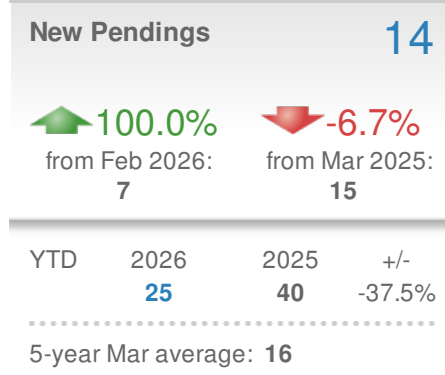 New Pendings 14
100.0% -6.7%
from Feb 2026: from Mar 2025:
7 15
YTD 2026 2025 +/-
25 40 -37.5%
5-year Mar average: 16